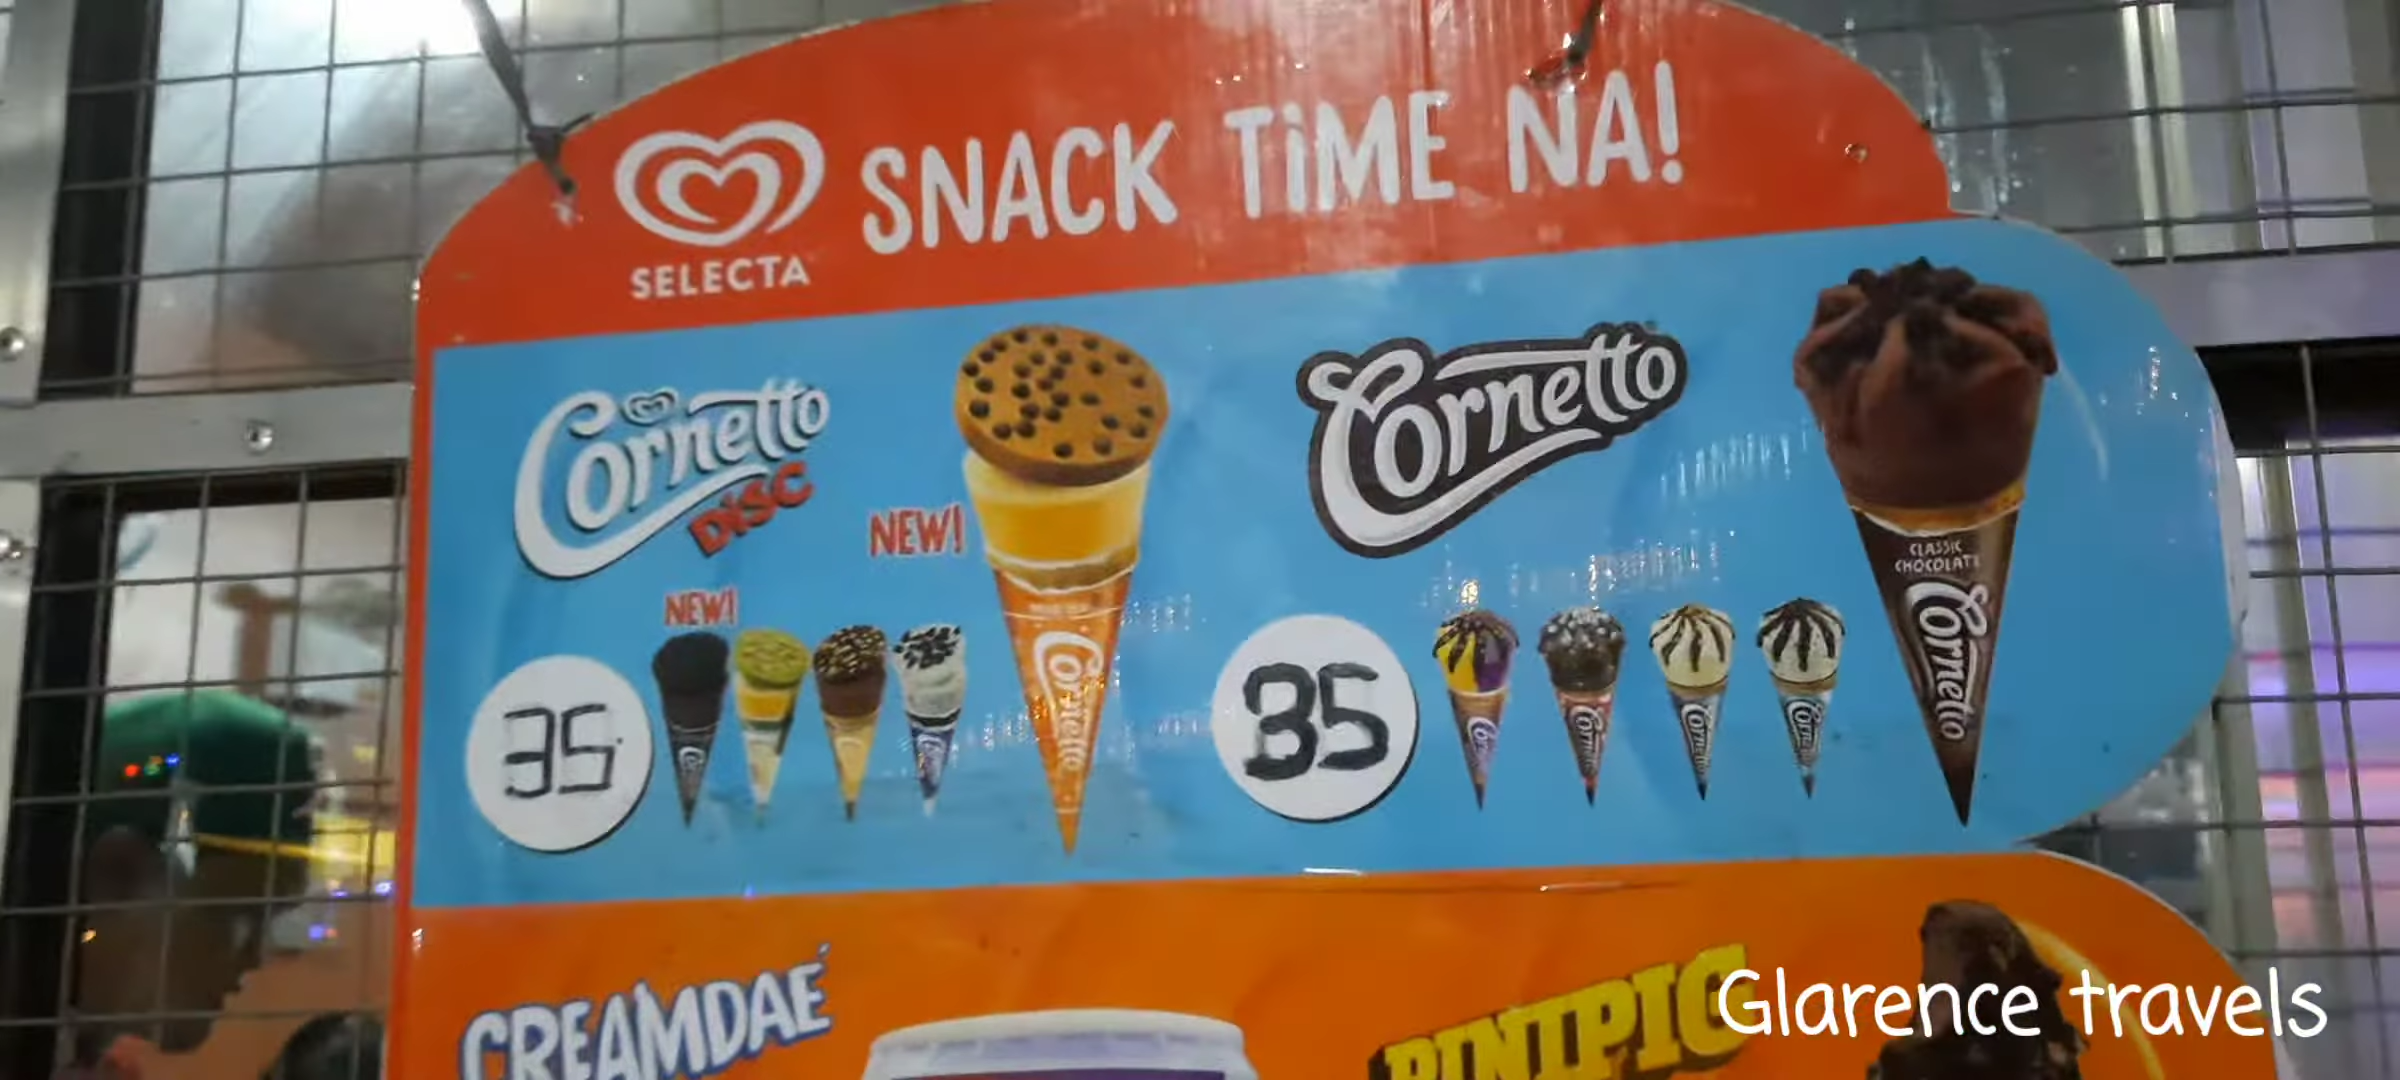 SNACK TiME NA!
SELECTA
Cornetto
DiSC
NEW!
NEW!
35
Cornetto
35
CLASSIC
CHOCOLATE
Cornetto
Cornetto
CREAMDAE
PINIPIG
Glarence travels